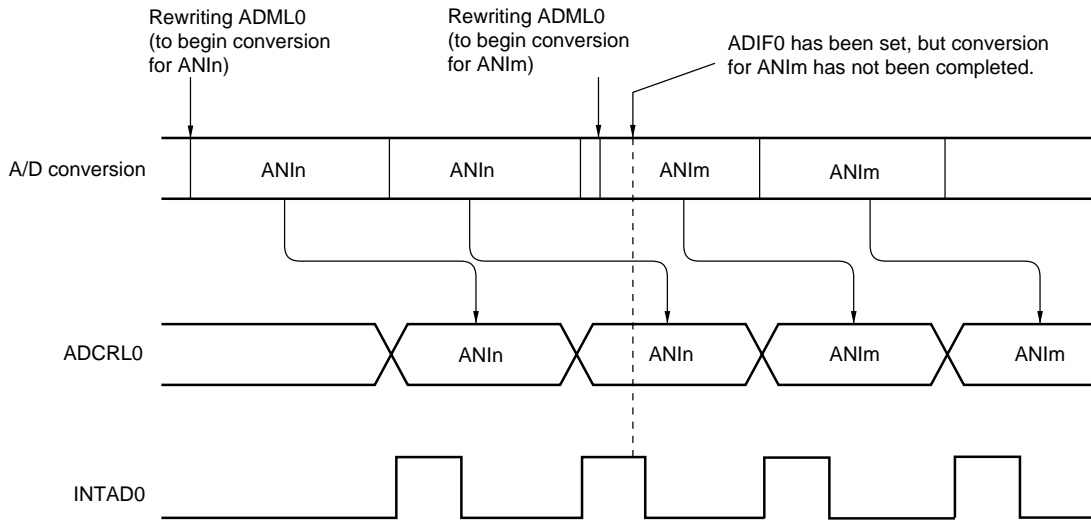 Rewriting ADML0
(to begin conversion
for ANIn)
Rewriting ADML0
(to begin conversion
for ANIm)
ADIF0 has been set, but conversion
for ANIm has not been completed.
A/D conversion
ANIn
ANIn
ANIm
ANIm
ADCRL0
ANIn
ANIn
ANIm
ANIm
INTAD0